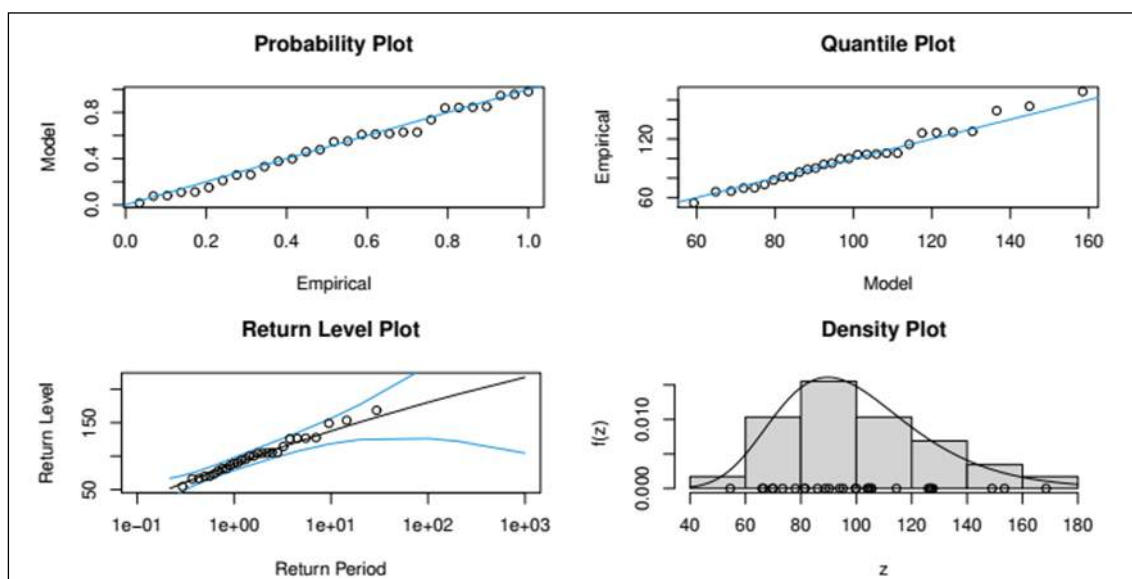 Probability Plot
Model
0.0 0.4 0.8
0.0 0.2 0.4 0.6 0.8 1.0
Empirical
Quantile Plot
Empirical
60 120
60 80 100 120 140 160
Model
Return Level Plot
Return Level
50 150
1e-01 1e+00 1e+01 1e+02 1e+03
Return Period
Density Plot
f(z)
0.000 0.010
40 60 80 100 120 140 160 180
z